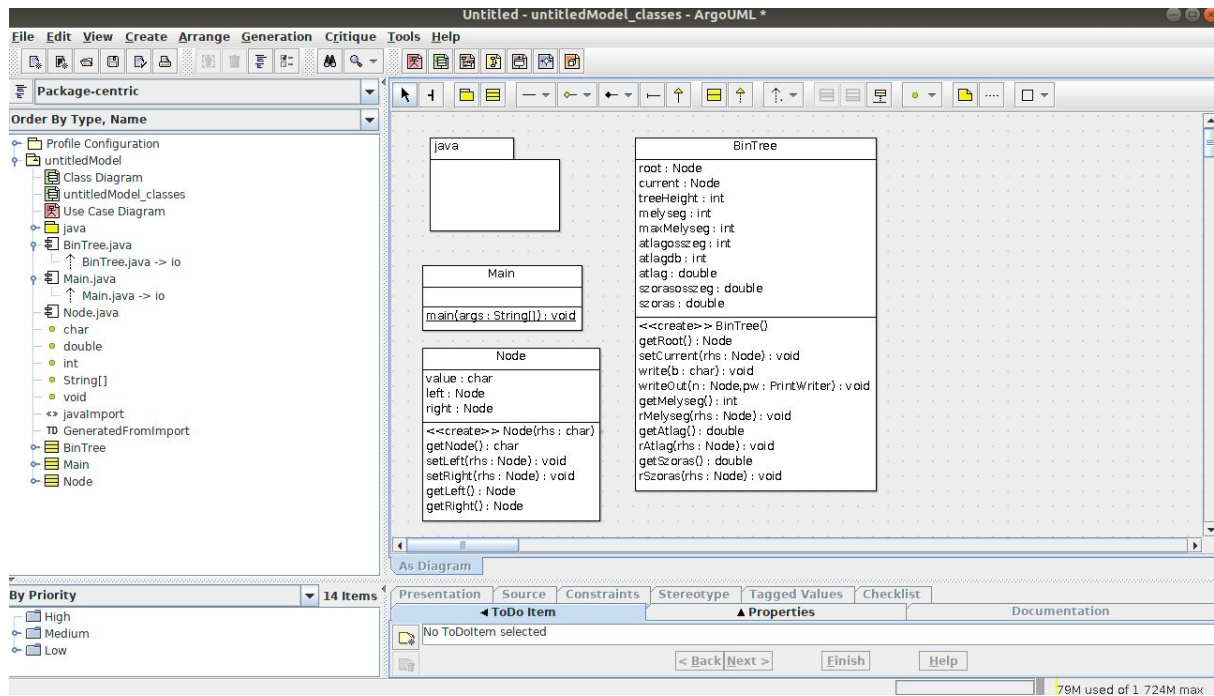 Untitled - untitledModel_classes - ArgoUML *
File Edit View Create Arrange Generation Critique Tools Help
Package-centric
Order By Type, Name
Profile Configuration
untitledModel
Class Diagram
untitledModel_classes
Use Case Diagram
java
BinTree.java
BinTree.java -> io
Main.java
Main.java -> io
Node.java
char
double
int
String[]
void
«» javaImport
TD GeneratedFromImport
BinTree
Main
Node
java
Main
main(args : String[]) : void
Node
value : char
left : Node
right : Node
<<create>> Node(rhs : char)
getNode() : char
setLeft(rhs : Node) : void
setRight(rhs : Node) : void
getLeft() : Node
getRight() : Node
BinTree
root : Node
current : Node
treeHeight : int
melyseg : int
maxMelyseg : int
atlagosszeg : int
atlagdb : int
atlag : double
szorasosszeg : double
szoras : double
<<create>> BinTree()
getRoot() : Node
setCurrent(rhs : Node) : void
write(b : char) : void
writeOut(n : Node,pw : PrintWriter) : void
getMelyseg() : int
rMelyseg(rhs : Node) : void
getAtlag() : double
rAtlag(rhs : Node) : void
getSzoras() : double
rSzoras(rhs : Node) : void
As Diagram
By Priority 14 Items
High
Medium
Low
Presentation Source Constraints Stereotype Tagged Values Checklist
ToDo Item Properties Documentation
No ToDoItem selected
< Back Next > Finish Help
79M used of 1 724M max